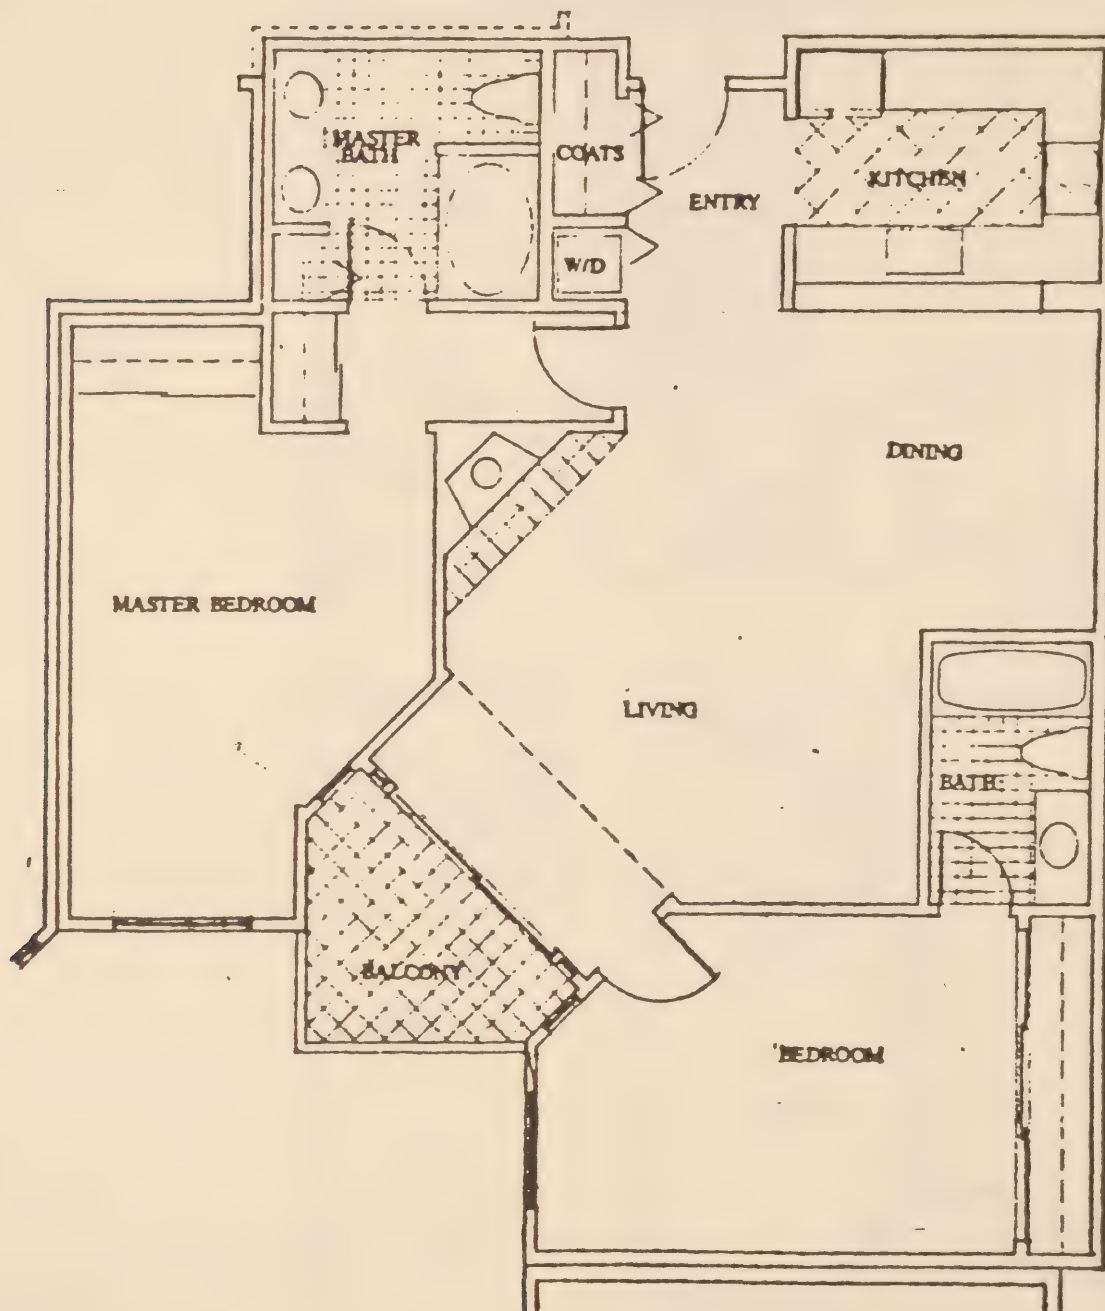 MASTER
BATH
COATS
ENTRY
KITCHEN
W/D
DINING
MASTER BEDROOM
LIVING
BATH
BALCONY
BEDROOM